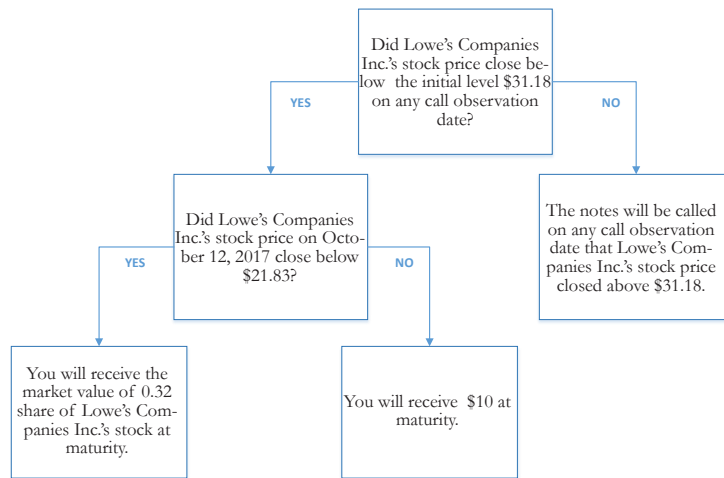 Did Lowe's Companies
Inc.'s stock price close be-
low the initial level $31.18
on any call observation
date?
YES
NO
Did Lowe's Companies
Inc.'s stock price on Octo-
ber 12, 2017 close below
$21.83?
The notes will be called
on any call observation
date that Lowe's Com-
panies Inc.'s stock price
closed above $31.18.
YES
NO
You will receive the
market value of 0.32
share of Lowe's Com-
panies Inc.'s stock at
maturity.
You will receive $10 at
maturity.